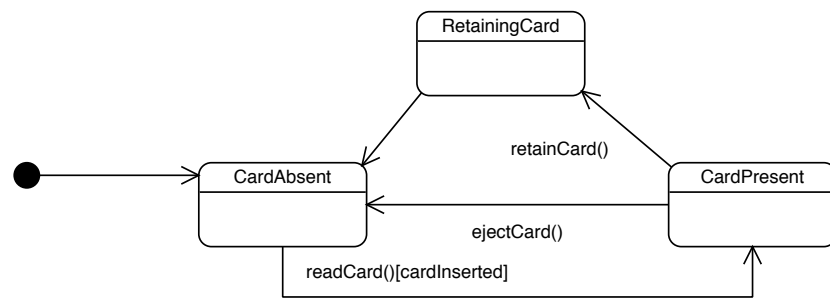 RetainingCard
retainCard()
CardAbsent
CardPresent
ejectCard()
readCard()[cardInserted]